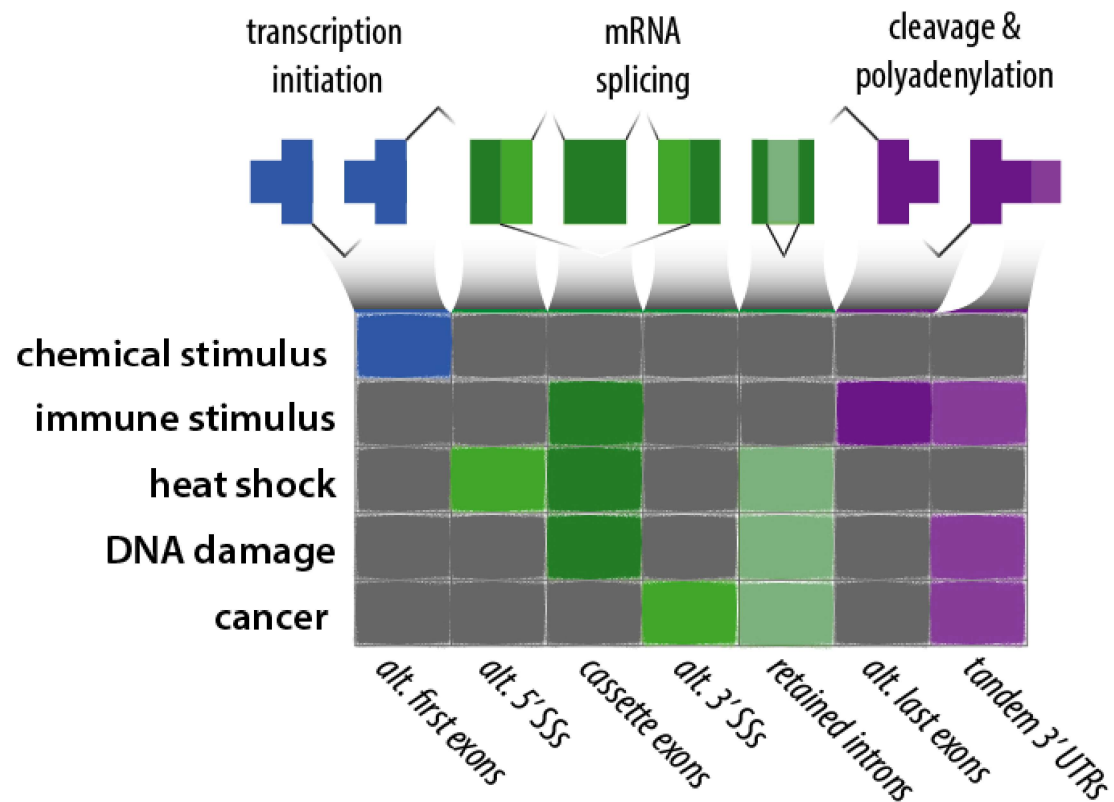 transcription
initiation
mRNA
splicing
cleavage &
polyadenylation
chemical stimulus
immune stimulus
heat shock
DNA damage
cancer
alt. first exons
alt. 5' SSs
cassette exons
alt. 3' SSs
retained introns
alt. last exons
tandem 3' UTRs